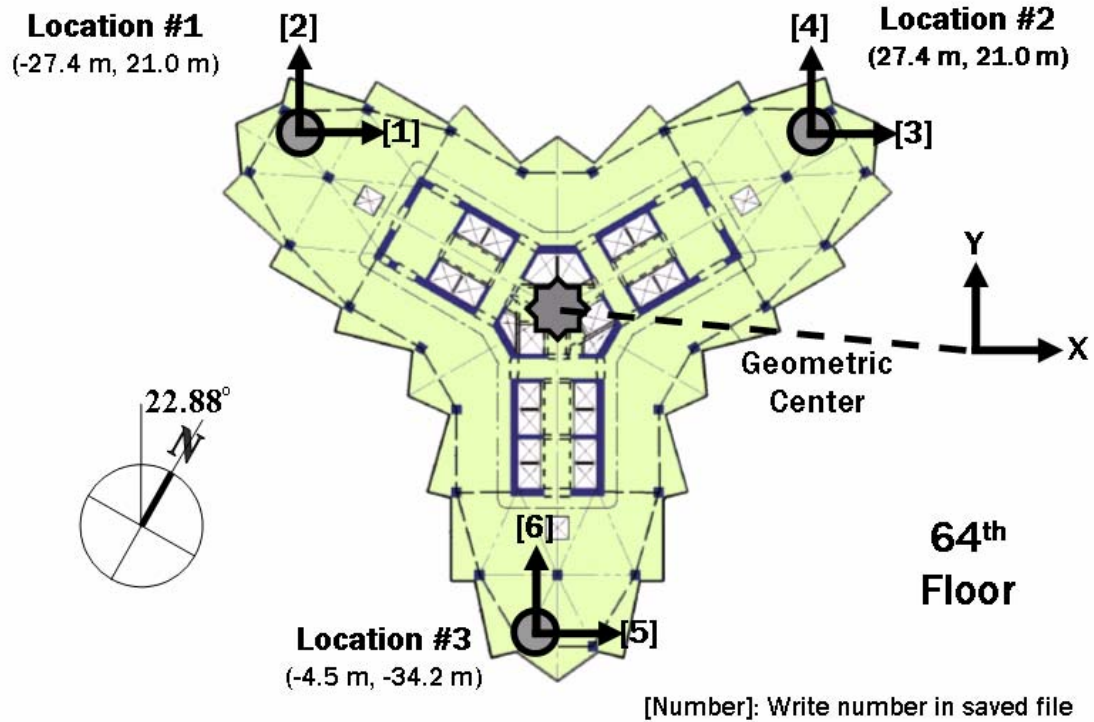 Location #1
(-27.4 m, 21.0 m)
[2]
[1]
[4]
Location #2
(27.4 m, 21.0 m)
[3]
Y
X
Geometric
Center
22.88°
N
[6]
[5]
Location #3
(-4.5 m, -34.2 m)
64th
Floor
[Number]: Write number in saved file